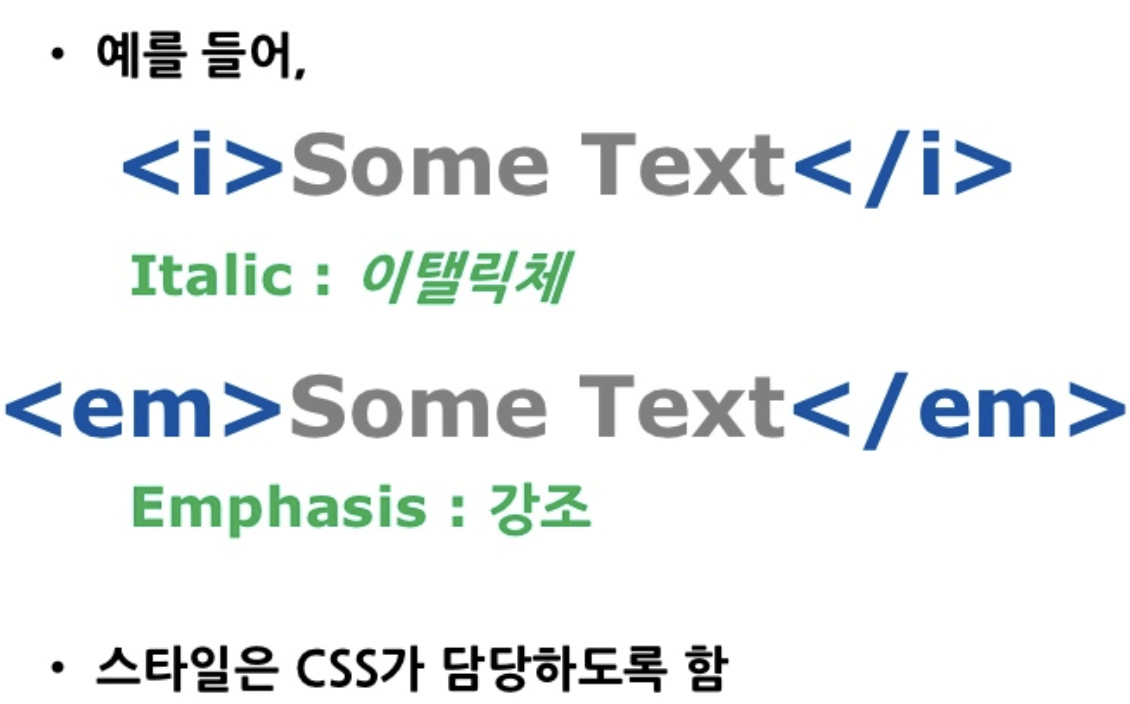 • 예를 들어,
<i>Some Text</i>
Italic : 이탤릭체
<em>Some Text</em>
Emphasis : 강조
• 스타일은 CSS가 담당하도록 함